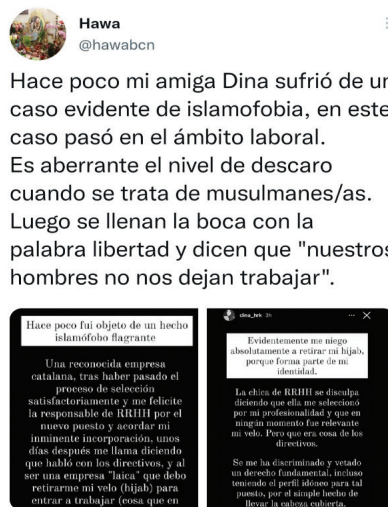 Hawa
@hawabcn
Hace poco mi amiga Dina sufrió de un
caso evidente de islamofobia, en este
caso pasó en el ámbito laboral.
Es aberrante el nivel de descaro
cuando se trata de musulmanes/as.
Luego se llenan la boca con la
palabra libertad y dicen que "nuestros
hombres no nos dejan trabajar".
Hace poco fui objeto de un hecho
islamófobo flagrante
Una reconocida empresa
catalana, tras haber pasado el
proceso de selección
satisfactoriamente y me felicite
la responsable de RRHH por el
nuevo puesto y acordar mi
inminente incorporación, unos
días después me llama diciendo
que habló con los directivos, y al
ser una empresa "laica" que debo
retirarme mi velo (hijab) para
entrar a trabajar (cosa que en
dina_hrk 3h
Evidentemente me niego
absolutamente a retirar mi hijab,
porque forma parte de mi
identidad.
La chica de RRHH se disculpa
diciendo que ella me seleccionó
por mi profesionalidad y que en
ningún momento fue relevante
mi velo. Pero que era cosa de los
directivos.
Se me ha discriminado y vetado
un derecho fundamental, incluso
teniendo el perfil idóneo para tal
puesto, por el simple hecho de
llevar la cabeza cubierta.